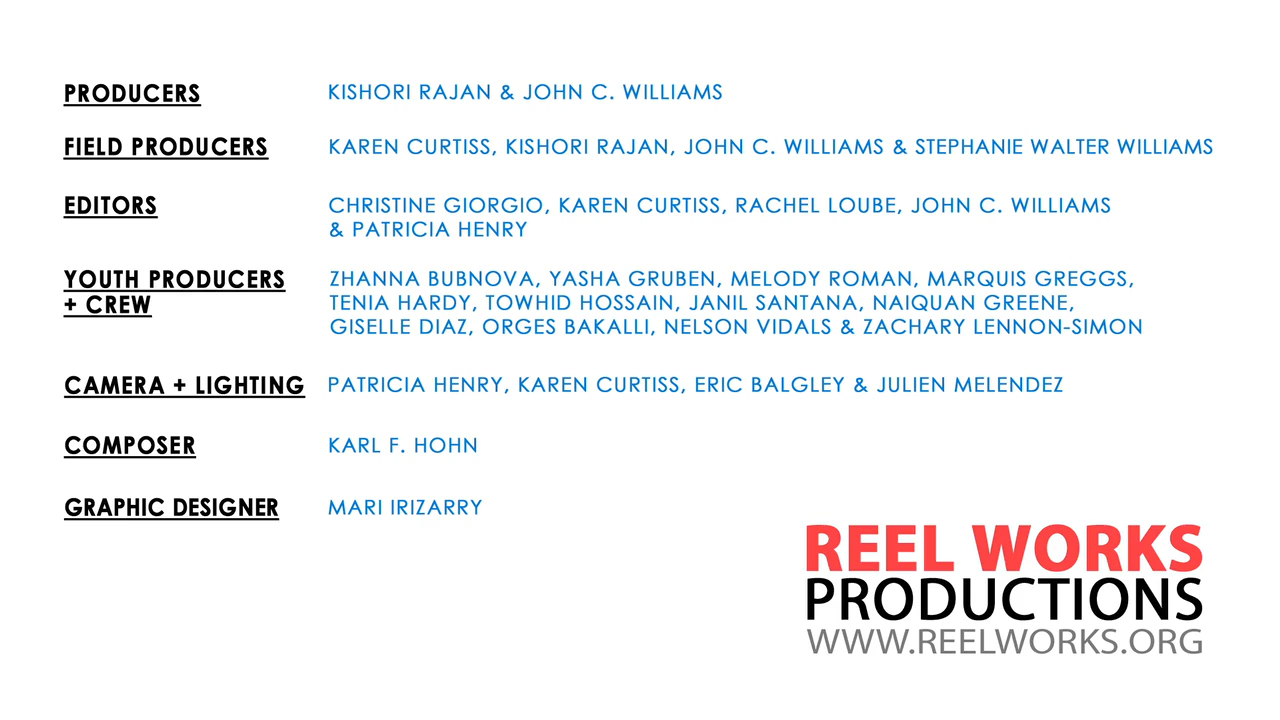 PRODUCERS KISHORI RAJAN & JOHN C. WILLIAMS
FIELD PRODUCERS KAREN CURTISS, KISHORI RAJAN, JOHN C. WILLIAMS & STEPHANIE WALTER WILLIAMS
EDITORS CHRISTINE GIORGIO, KAREN CURTISS, RACHEL LOUBE, JOHN C. WILLIAMS
& PATRICIA HENRY
YOUTH PRODUCERS ZHANNA BUBNOVA, YASHA GRUBEN, MELODY ROMAN, MARQUIS GREGGS,
+ CREW TENIA HARDY, TOWHID HOSSAIN, JANIL SANTANA, NAIQUAN GREENE,
GISELLE DIAZ, ORGES BAKALLI, NELSON VIDALS & ZACHARY LENNON-SIMON
CAMERA + LIGHTING PATRICIA HENRY, KAREN CURTISS, ERIC BALGLEY & JULIEN MELENDEZ
COMPOSER KARL F. HOHN
GRAPHIC DESIGNER MARI IRIZARRY
REEL WORKS
PRODUCTIONS
WWW.REELWORKS.ORG